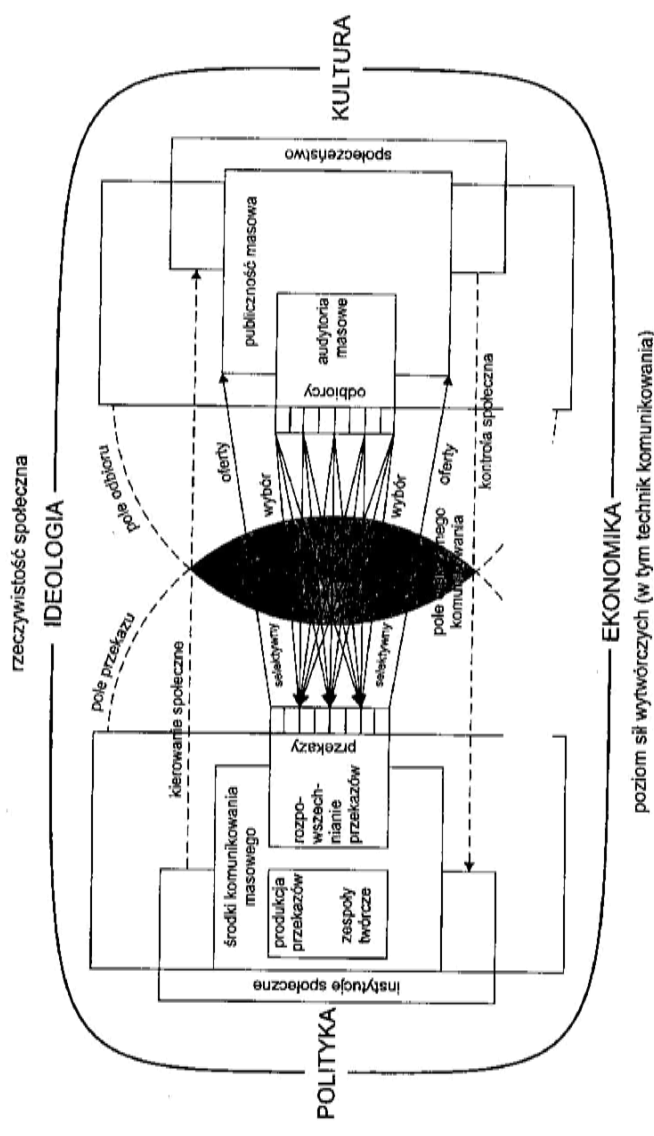 rzeczywistość społeczna
IDEOLOGIA
POLITYKA
KULTURA
EKONOMIKA
poziom sił wytwórczych (w tym technik komunikowania)
pole przekazu
pole odbioru
kierowanie społeczne
instytucje społeczne
środki komunikowania
masowego
produkcja
przekazów
zespoły
twórcze
rozpo-
wszech-
nianie
przekazów
przekazy
selektywny
selektywny
oferty
wybór
wybór
oferty
pole
komunikowania
odbiorcy
audytoria
masowe
publiczność masowa
społeczeństwo
kontrola społeczna